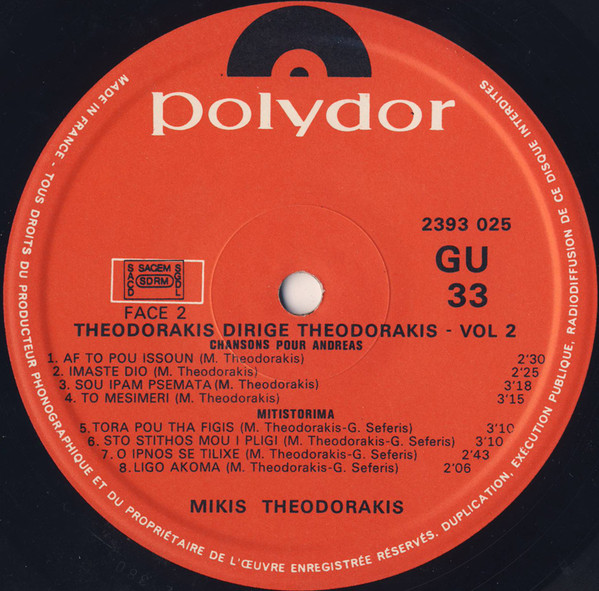 polydor
MADE IN FRANCE - TOUS DROITS DU PRODUCTEUR PHONOGRAPHIQUE ET DU PROPRIÉTAIRE DE L'ŒUVRE ENREGISTRÉE RÉSERVÉS. DUPLICATION, EXÉCUTION PUBLIQUE, RADIODIFFUSION DE CE DISQUE INTERDITES
2393 025
GU
33
SACD SACEM SDRM SGDL
FACE 2
THEODORAKIS DIRIGE THEODORAKIS - VOL 2
CHANSONS POUR ANDREAS
1. AF TO POU ISSOUN (M. Theodorakis) 2'30
2. IMASTE DIO (M. Theodorakis) 2'25
3. SOU IPAM PSEMATA (M. Theodorakis) 3'18
4. TO MESIMERI (M. Theodorakis) 3'15
MITISTORIMA
5. TORA POU THA FIGIS (M. Theodorakis-G. Seferis) 3'10
6. STO STITHOS MOU I PLIGI (M. Theodorakis-G. Seferis) 3'10
7. O IPNOS SE TILIXE (M. Theodorakis-G. Seferis) 2'43
8. LIGO AKOMA (M. Theodorakis-G. Seferis) 2'06
MIKIS THEODORAKIS